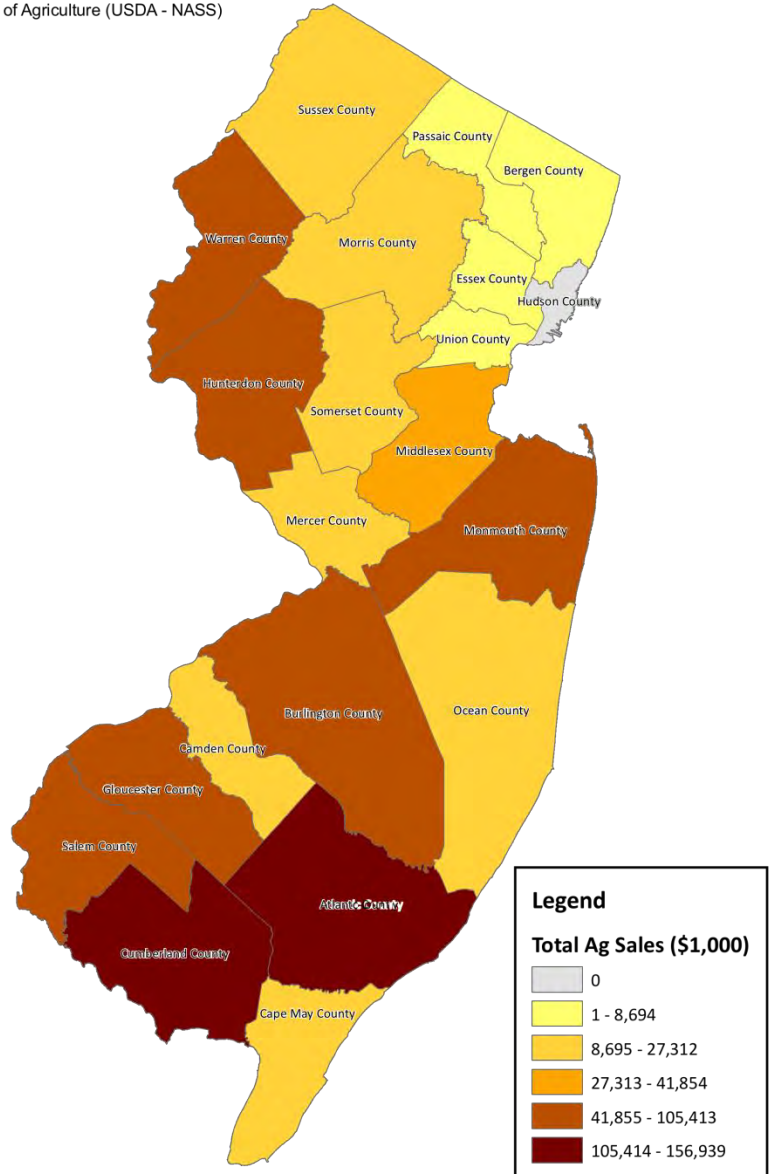 of Agriculture (USDA - NASS)
Sussex County
Passaic County
Bergen County
Warren County
Morris County
Essex County
Hudson County
Union County
Hunterdon County
Somerset County
Middlesex County
Mercer County
Monmouth County
Burlington County
Ocean County
Camden County
Gloucester County
Salem County
Atlantic County
Cumberland County
Cape May County
Legend
Total Ag Sales ($1,000)
0
1 - 8,694
8,695 - 27,312
27,313 - 41,854
41,855 - 105,413
105,414 - 156,939